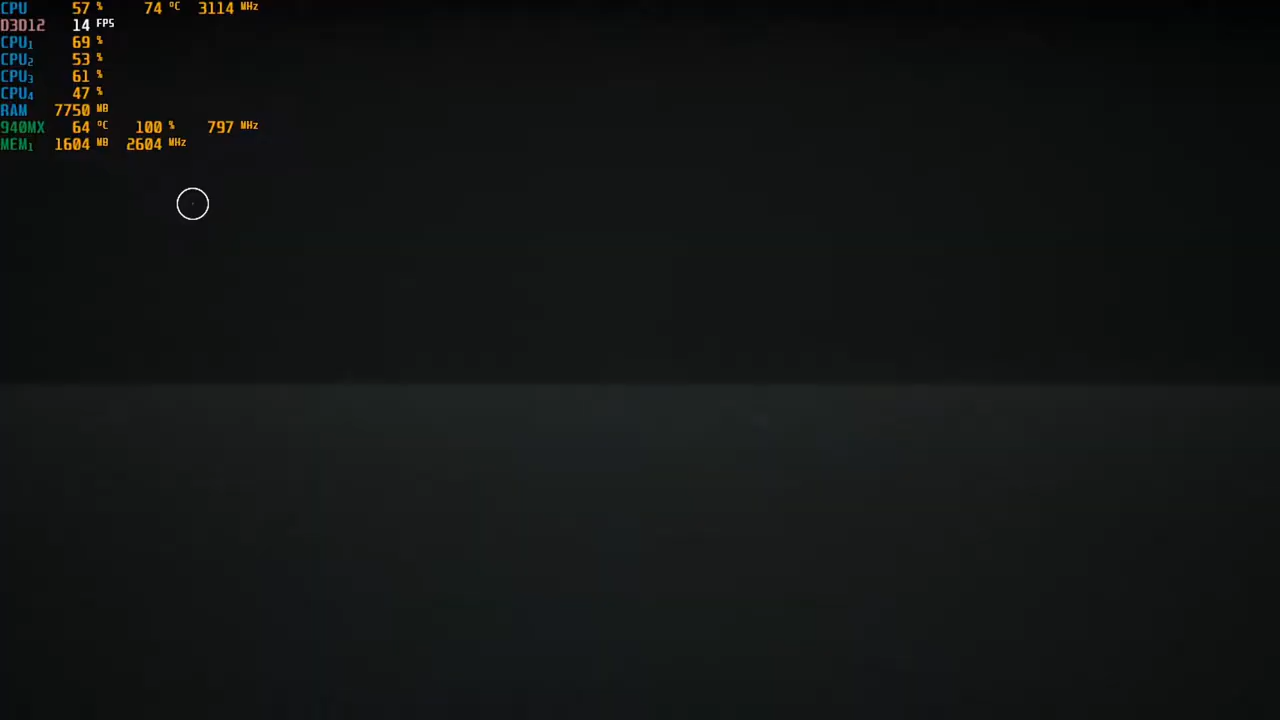 CPU 57 % 74 °C 3114 MHz
D3D12 14 FPS
CPU₁ 69 %
CPU₂ 53 %
CPU₃ 61 %
CPU₄ 47 %
RAM 7750 MB
940MX 64 °C 100 % 797 MHz
MEM₁ 1604 MB 2604 MHz